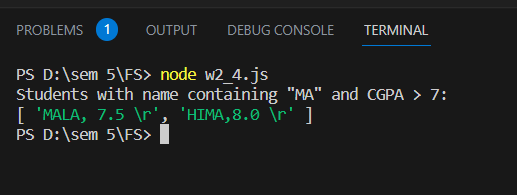 PROBLEMS 1 OUTPUT DEBUG CONSOLE TERMINAL
PS D:\sem 5\FS> node w2_4.js
Students with name containing "MA" and CGPA > 7:
[ 'MALA, 7.5 \r', 'HIMA,8.0 \r' ]
PS D:\sem 5\FS>